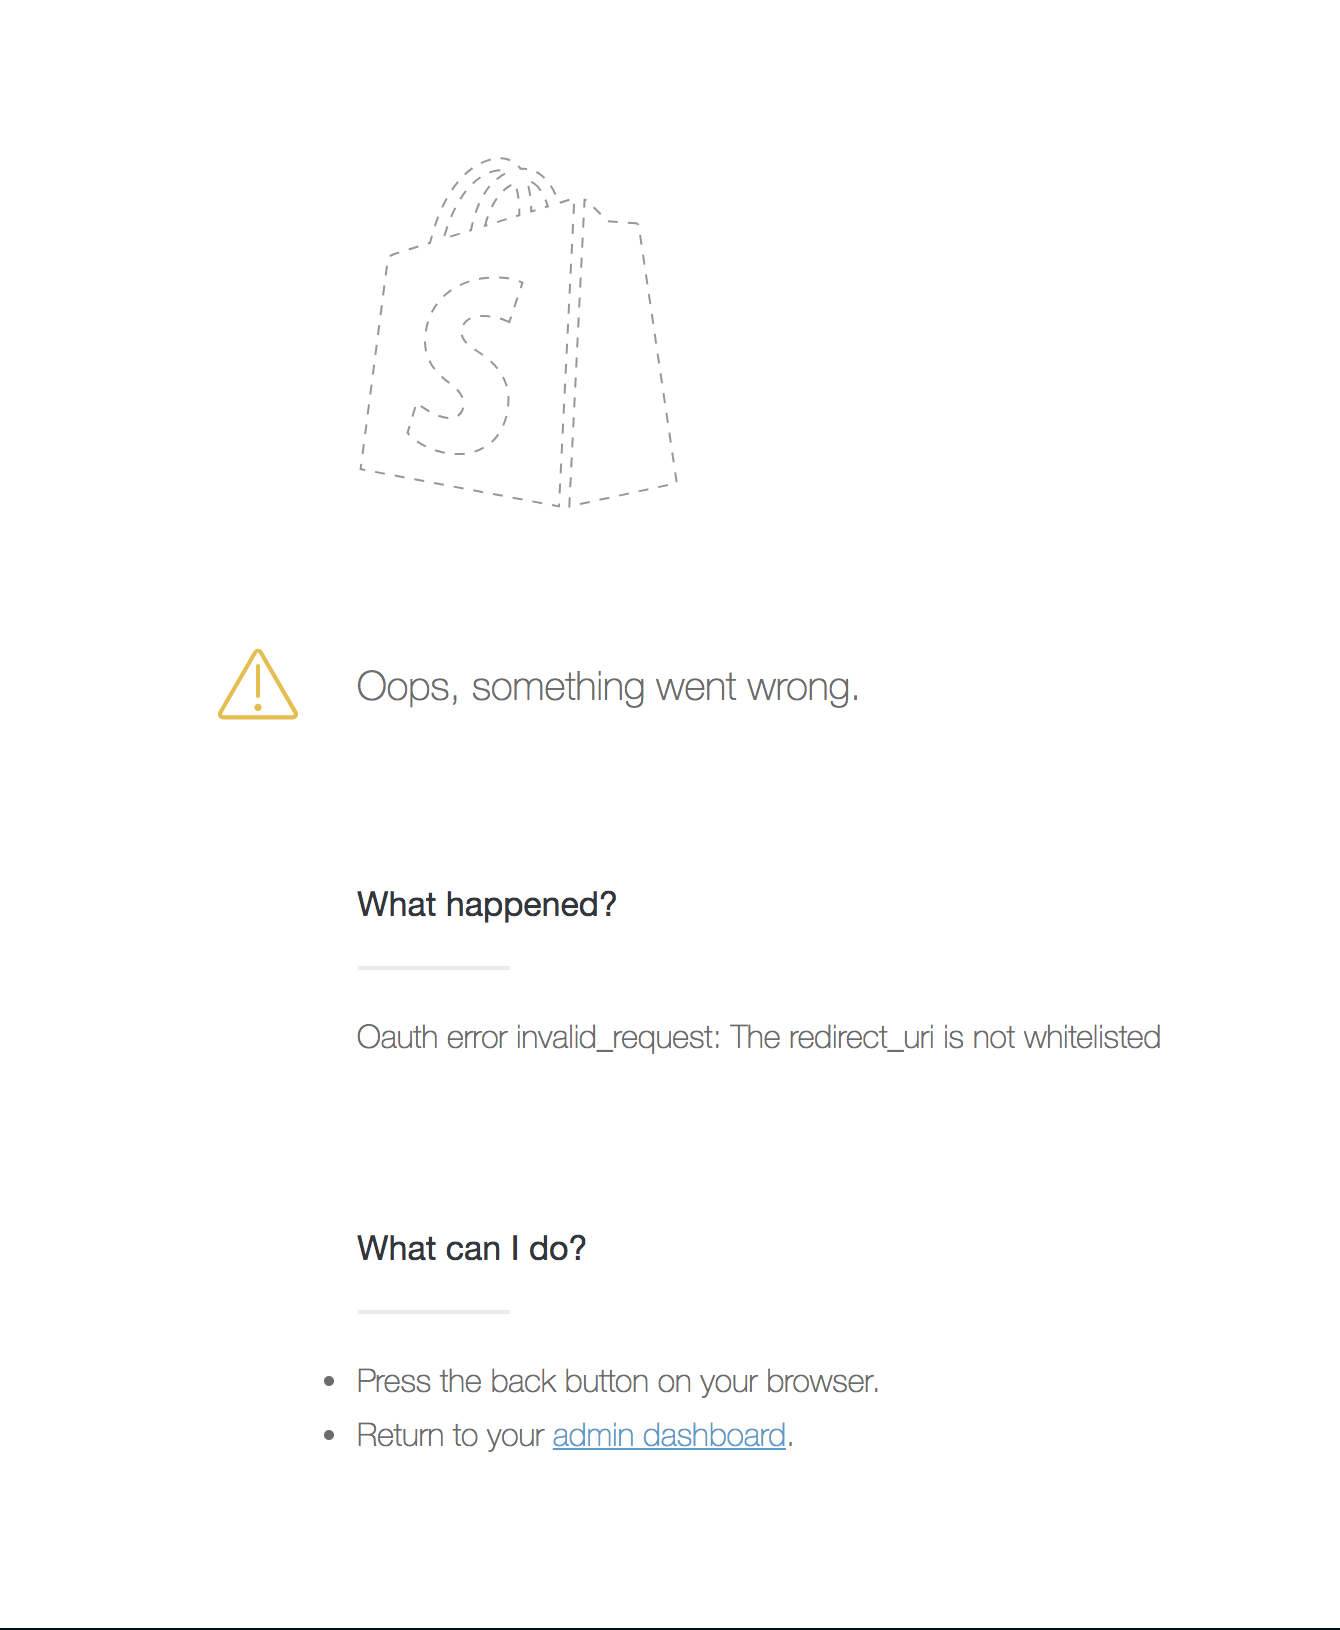 S
Oops, something went wrong.
What happened?
Oauth error invalid_request: The redirect_uri is not whitelisted
What can I do?
Press the back button on your browser.
Return to your admin dashboard.